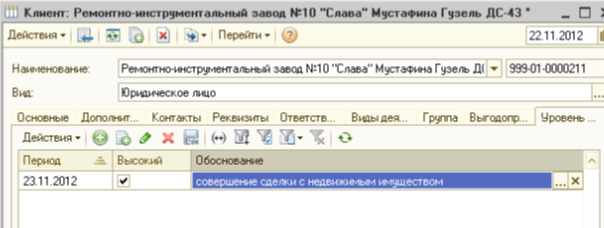 Клиент: Ремонтно-инструментальный завод №10 "Слава" Мустафина Гузель ДС-43 *
Действия Перейти 22.11.2012
Наименование: Ремонтно-инструментальный завод №10 "Слава" Мустафина Гузель Д( 999-01-0000211
Вид: Юридическое лицо ...
Основные Дополнит... Контакты Реквизиты Ответств... Виды дея... Группа Выгодопр... Уровень ...
Действия
Период Высокий Обоснование
23.11.2012 совершение сделки с недвижимым имуществом ...